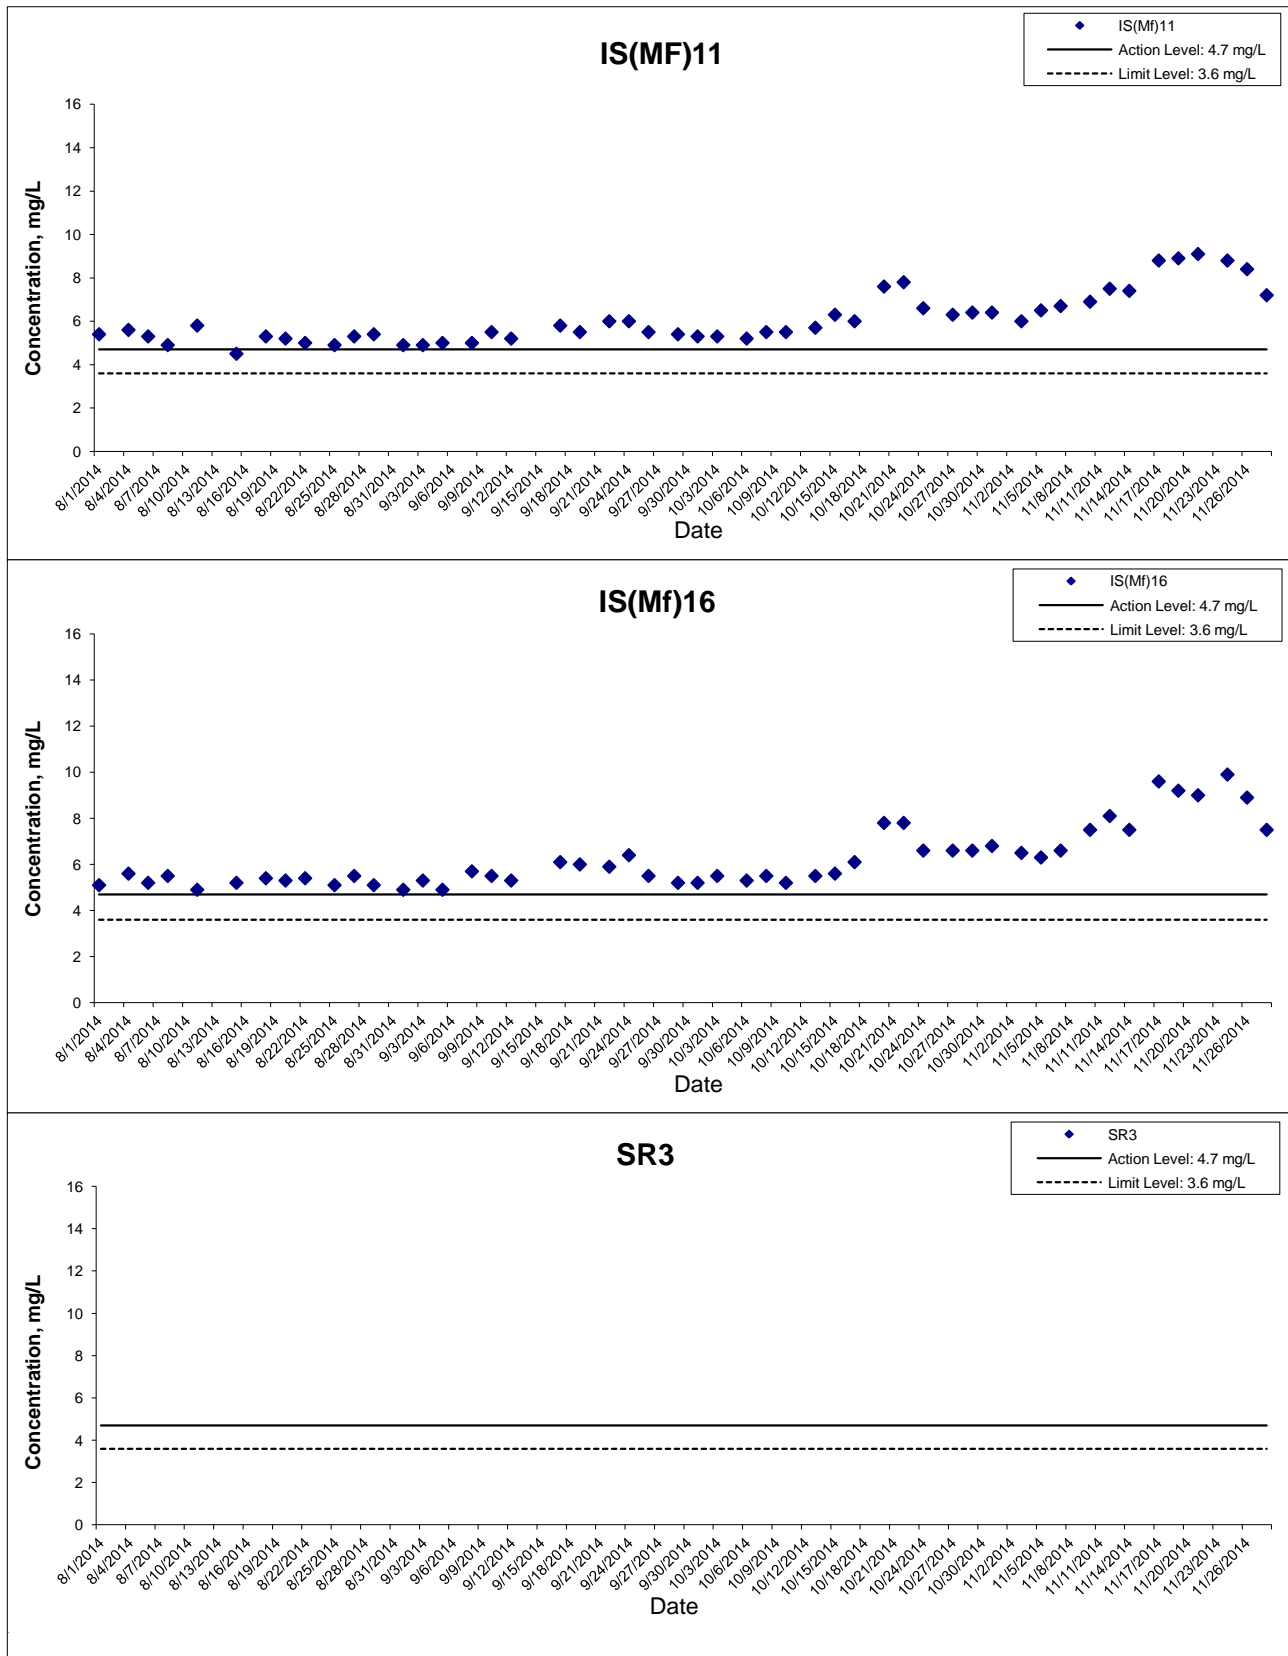 IS(MF)11
IS(Mf)11
Action Level: 4.7 mg/L
Limit Level: 3.6 mg/L
Concentration, mg/L
16
14
12
10
8
6
4
2
0
8/1/2014 8/4/2014 8/7/2014 8/10/2014 8/13/2014 8/16/2014 8/19/2014 8/22/2014 8/25/2014 8/28/2014 8/31/2014 9/3/2014 9/6/2014 9/9/2014 9/12/2014 9/15/2014 9/18/2014 9/21/2014 9/24/2014 9/27/2014 9/30/2014 10/3/2014 10/6/2014 10/9/2014 10/12/2014 10/15/2014 10/18/2014 10/21/2014 10/24/2014 10/27/2014 10/30/2014 11/2/2014 11/5/2014 11/8/2014 11/11/2014 11/14/2014 11/17/2014 11/20/2014 11/23/2014 11/26/2014
Date
IS(Mf)16
IS(Mf)16
Action Level: 4.7 mg/L
Limit Level: 3.6 mg/L
Concentration, mg/L
16
14
12
10
8
6
4
2
0
8/1/2014 8/4/2014 8/7/2014 8/10/2014 8/13/2014 8/16/2014 8/19/2014 8/22/2014 8/25/2014 8/28/2014 8/31/2014 9/3/2014 9/6/2014 9/9/2014 9/12/2014 9/15/2014 9/18/2014 9/21/2014 9/24/2014 9/27/2014 9/30/2014 10/3/2014 10/6/2014 10/9/2014 10/12/2014 10/15/2014 10/18/2014 10/21/2014 10/24/2014 10/27/2014 10/30/2014 11/2/2014 11/5/2014 11/8/2014 11/11/2014 11/14/2014 11/17/2014 11/20/2014 11/23/2014 11/26/2014
Date
SR3
SR3
Action Level: 4.7 mg/L
Limit Level: 3.6 mg/L
Concentration, mg/L
16
14
12
10
8
6
4
2
0
8/1/2014 8/4/2014 8/7/2014 8/10/2014 8/13/2014 8/16/2014 8/19/2014 8/22/2014 8/25/2014 8/28/2014 8/31/2014 9/3/2014 9/6/2014 9/9/2014 9/12/2014 9/15/2014 9/18/2014 9/21/2014 9/24/2014 9/27/2014 9/30/2014 10/3/2014 10/6/2014 10/9/2014 10/12/2014 10/15/2014 10/18/2014 10/21/2014 10/24/2014 10/27/2014 10/30/2014 11/2/2014 11/5/2014 11/8/2014 11/11/2014 11/14/2014 11/17/2014 11/20/2014 11/23/2014 11/26/2014
Date